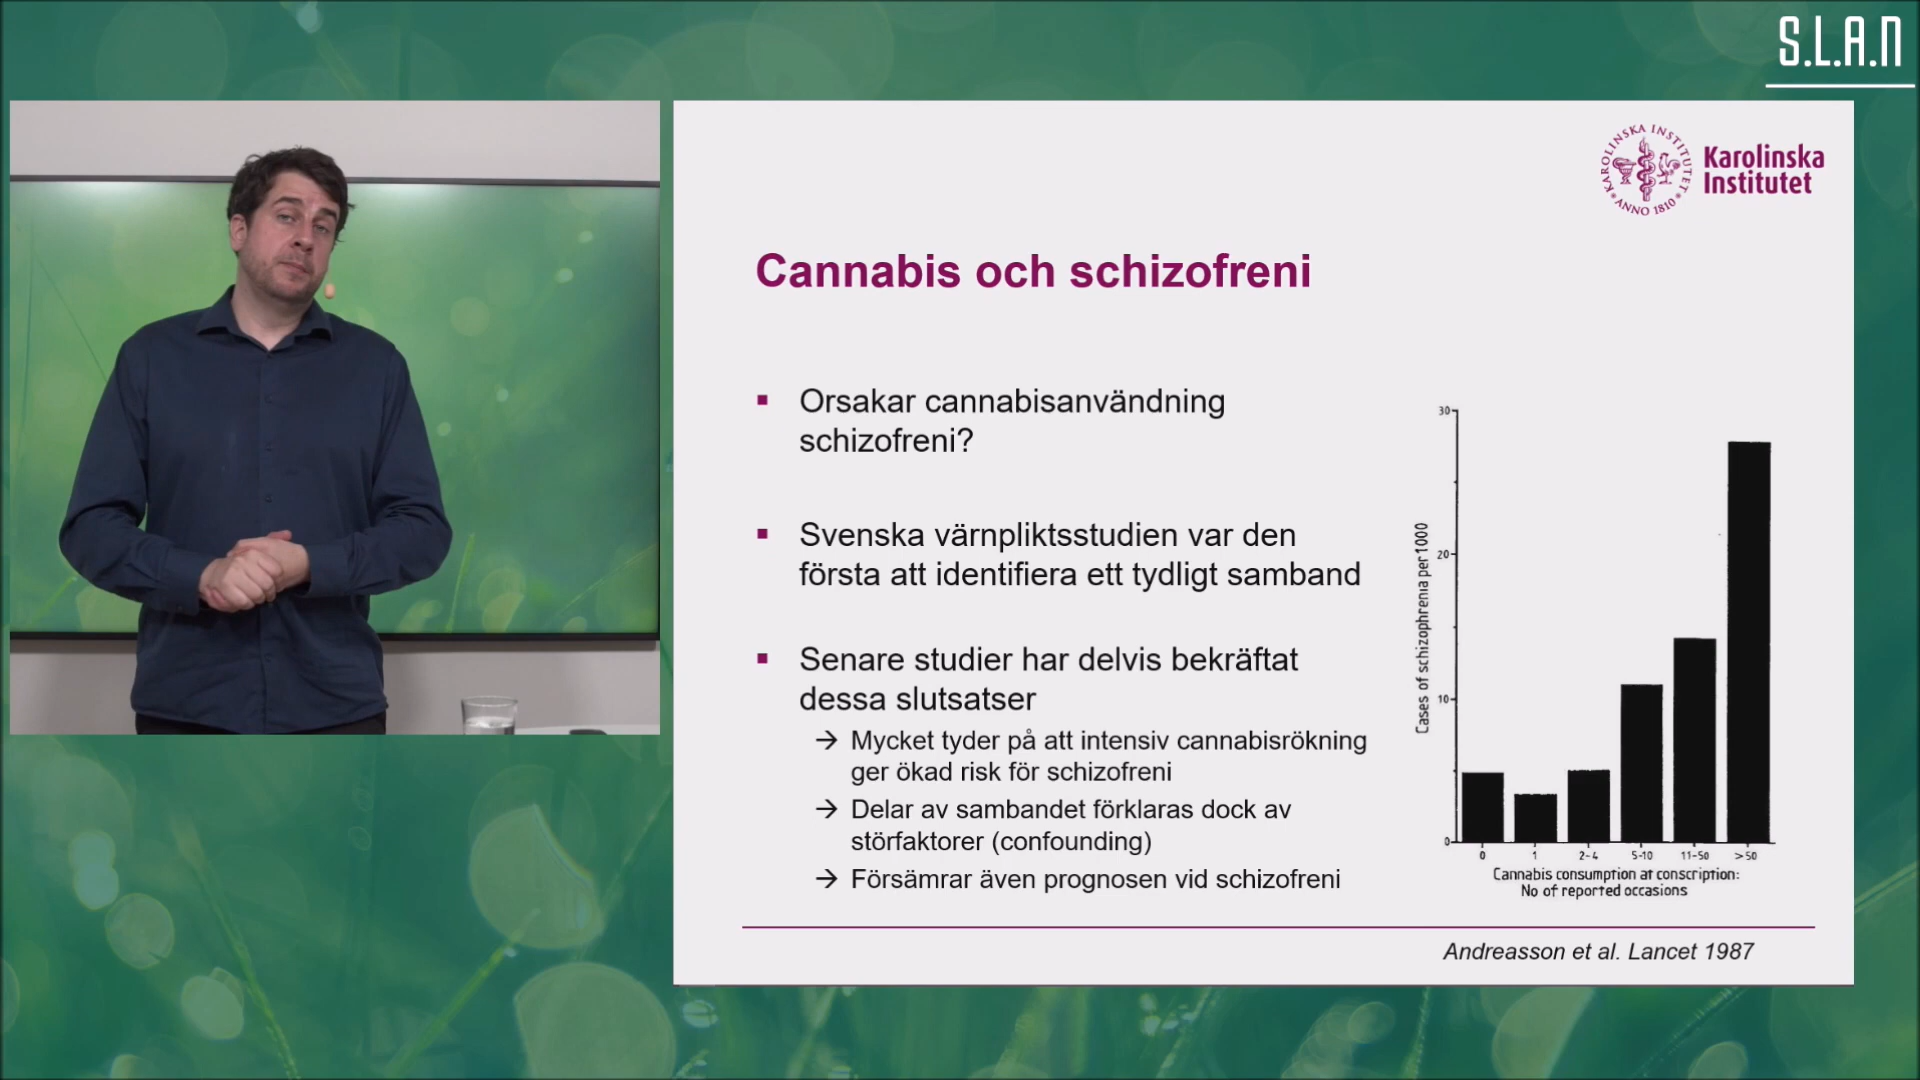 S.L.A.N
KAROLINSKA INSTITUTET
ANNO 1810
Karolinska
Institutet
Cannabis och schizofreni
Orsakar cannabisanvändning
schizofreni?
Svenska värnpliktsstudien var den
första att identifiera ett tydligt samband
Senare studier har delvis bekräftat
dessa slutsatser
→ Mycket tyder på att intensiv cannabisrökning
ger ökad risk för schizofreni
→ Delar av sambandet förklaras dock av
störfaktorer (confounding)
→ Försämrar även prognosen vid schizofreni
Cases of schizophrenia per 1000
30
20
10
0
0 1 2-4 5-10 11-50 >50
Cannabis consumption at conscription:
No of reported occasions
Andreasson et al. Lancet 1987